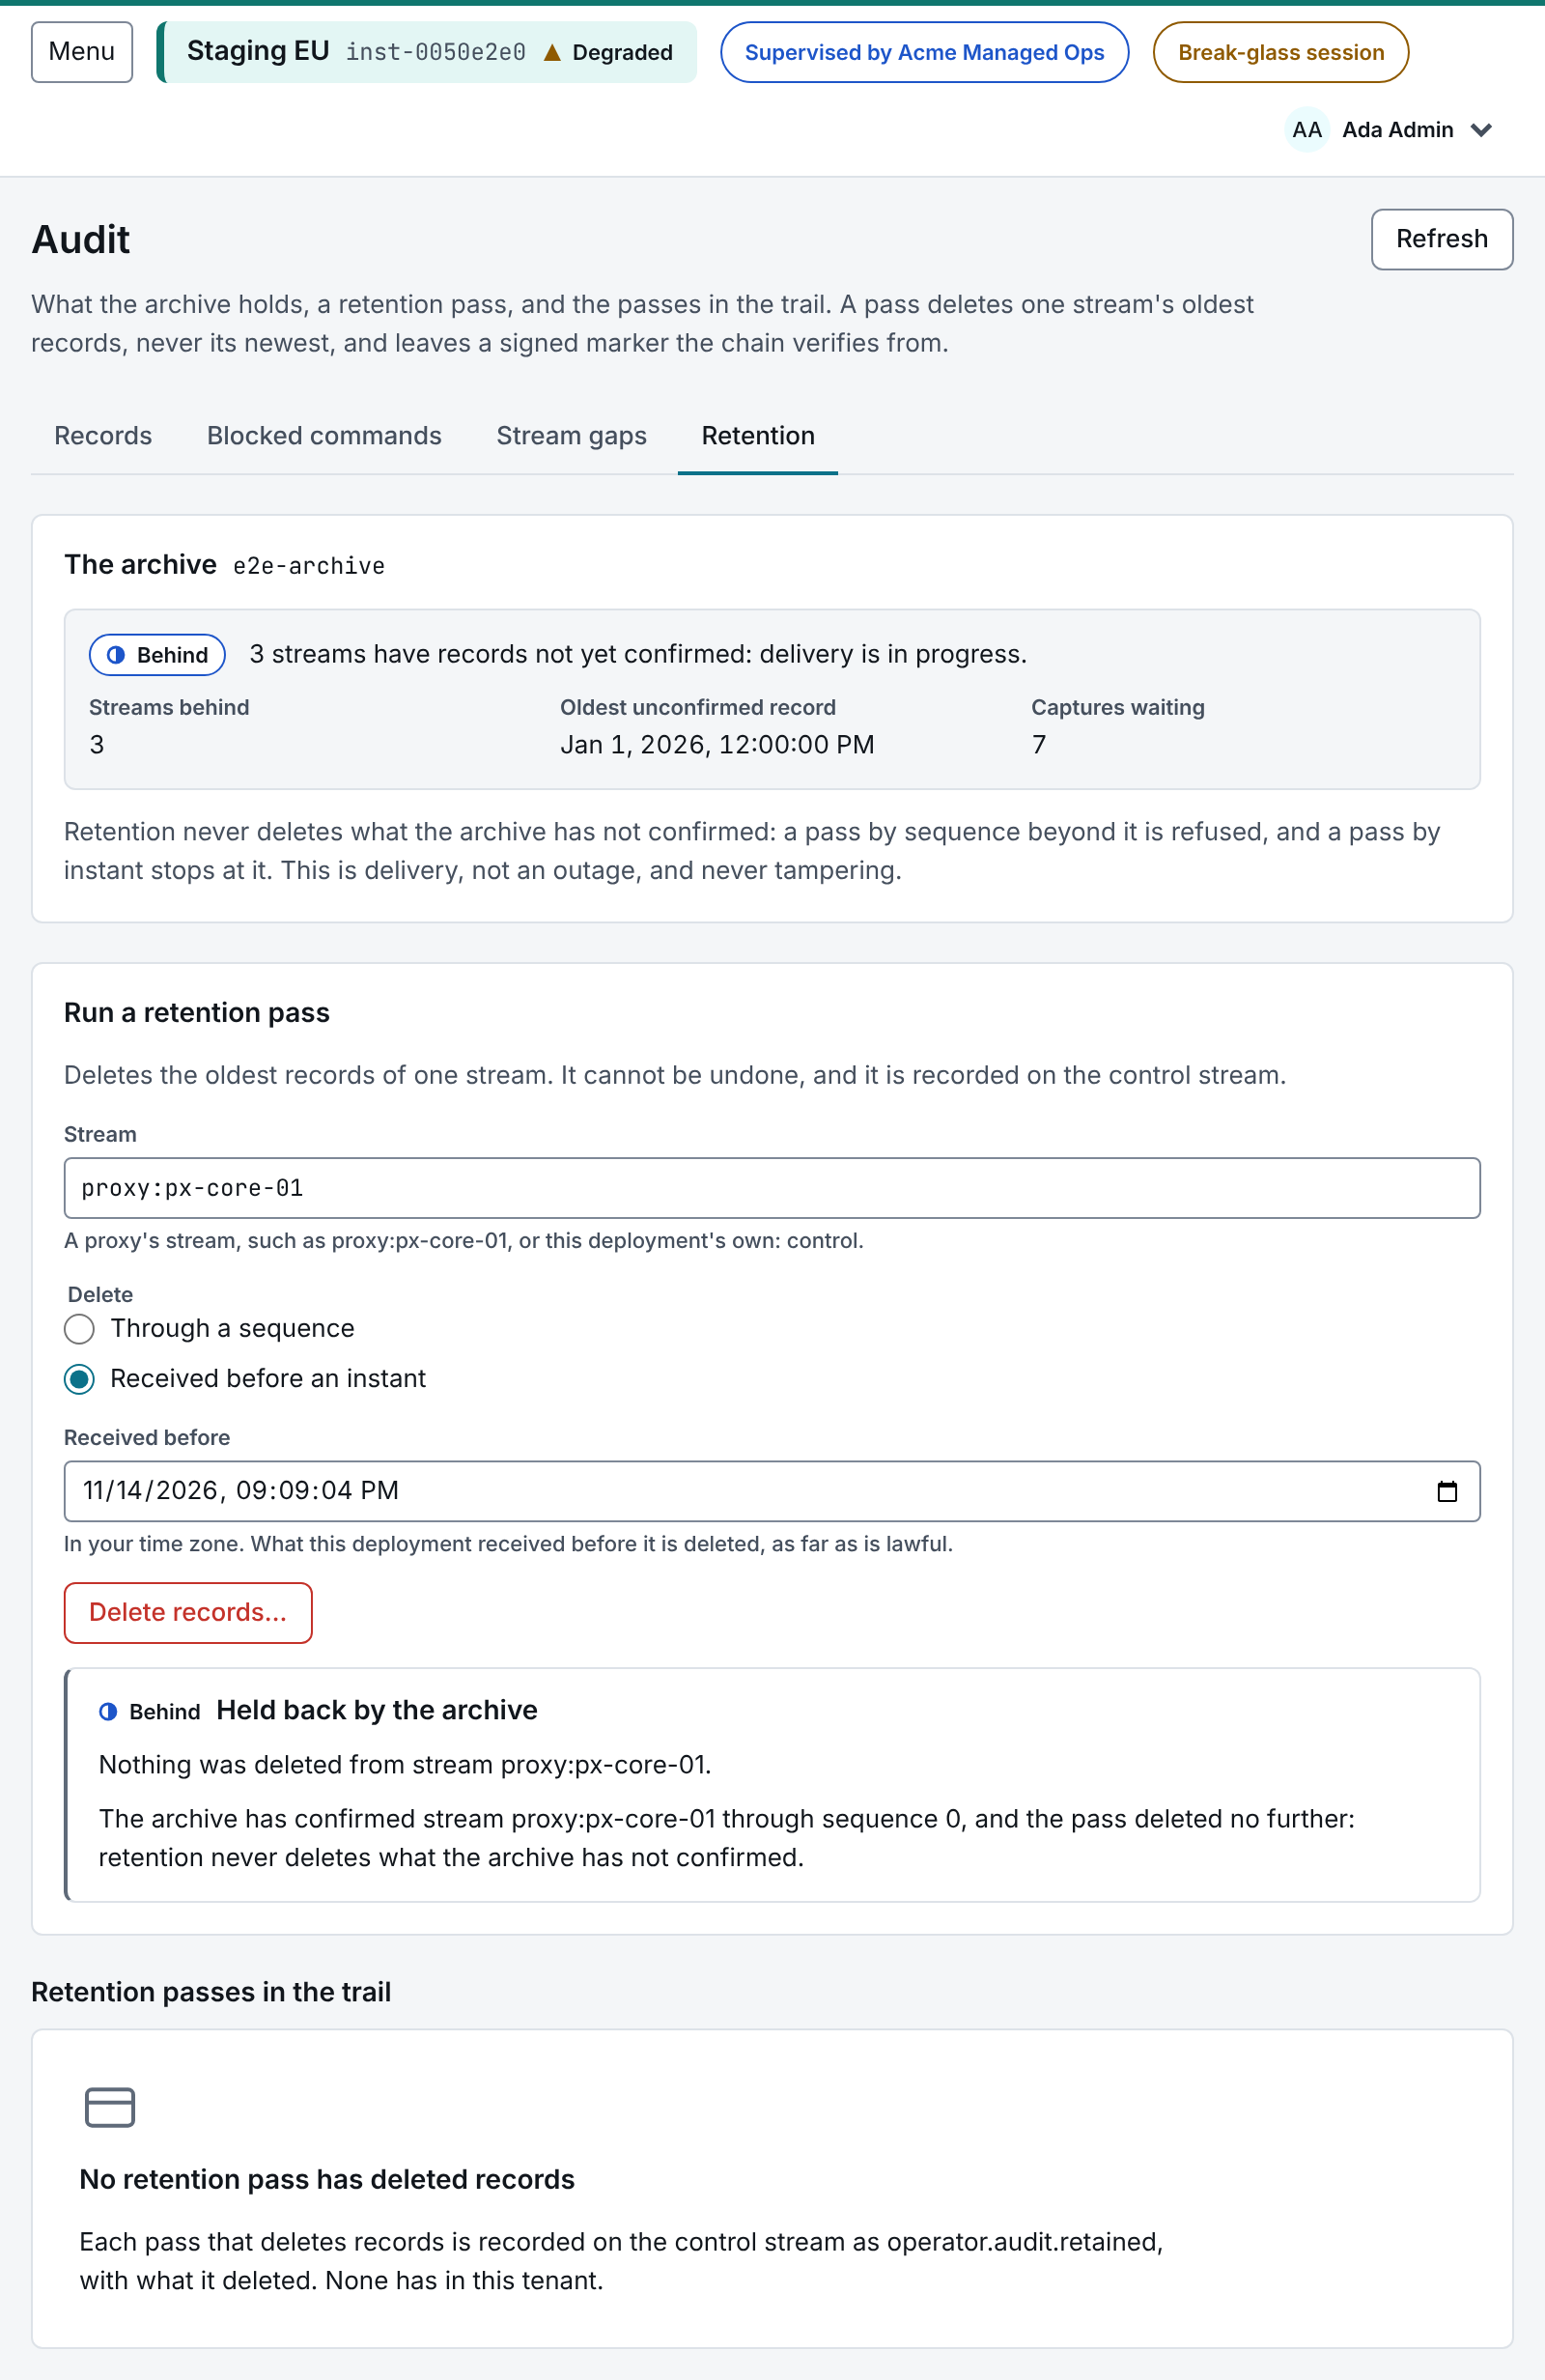 Menu
Staging EU inst-0050e2e0 Degraded
Supervised by Acme Managed Ops
Break-glass session
AA Ada Admin
Audit
Refresh
What the archive holds, a retention pass, and the passes in the trail. A pass deletes one stream's oldest
records, never its newest, and leaves a signed marker the chain verifies from.
Records Blocked commands Stream gaps Retention
The archive e2e-archive
Behind 3 streams have records not yet confirmed: delivery is in progress.
Streams behind Oldest unconfirmed record Captures waiting
3 Jan 1, 2026, 12:00:00 PM 7
Retention never deletes what the archive has not confirmed: a pass by sequence beyond it is refused, and a pass by
instant stops at it. This is delivery, not an outage, and never tampering.
Run a retention pass
Deletes the oldest records of one stream. It cannot be undone, and it is recorded on the control stream.
Stream
proxy:px-core-01
A proxy's stream, such as proxy:px-core-01, or this deployment's own: control.
Delete
Through a sequence
Received before an instant
Received before
11/14/2026, 09:09:04 PM
In your time zone. What this deployment received before it is deleted, as far as is lawful.
Delete records...
Behind Held back by the archive
Nothing was deleted from stream proxy:px-core-01.
The archive has confirmed stream proxy:px-core-01 through sequence 0, and the pass deleted no further:
retention never deletes what the archive has not confirmed.
Retention passes in the trail
No retention pass has deleted records
Each pass that deletes records is recorded on the control stream as operator.audit.retained,
with what it deleted. None has in this tenant.